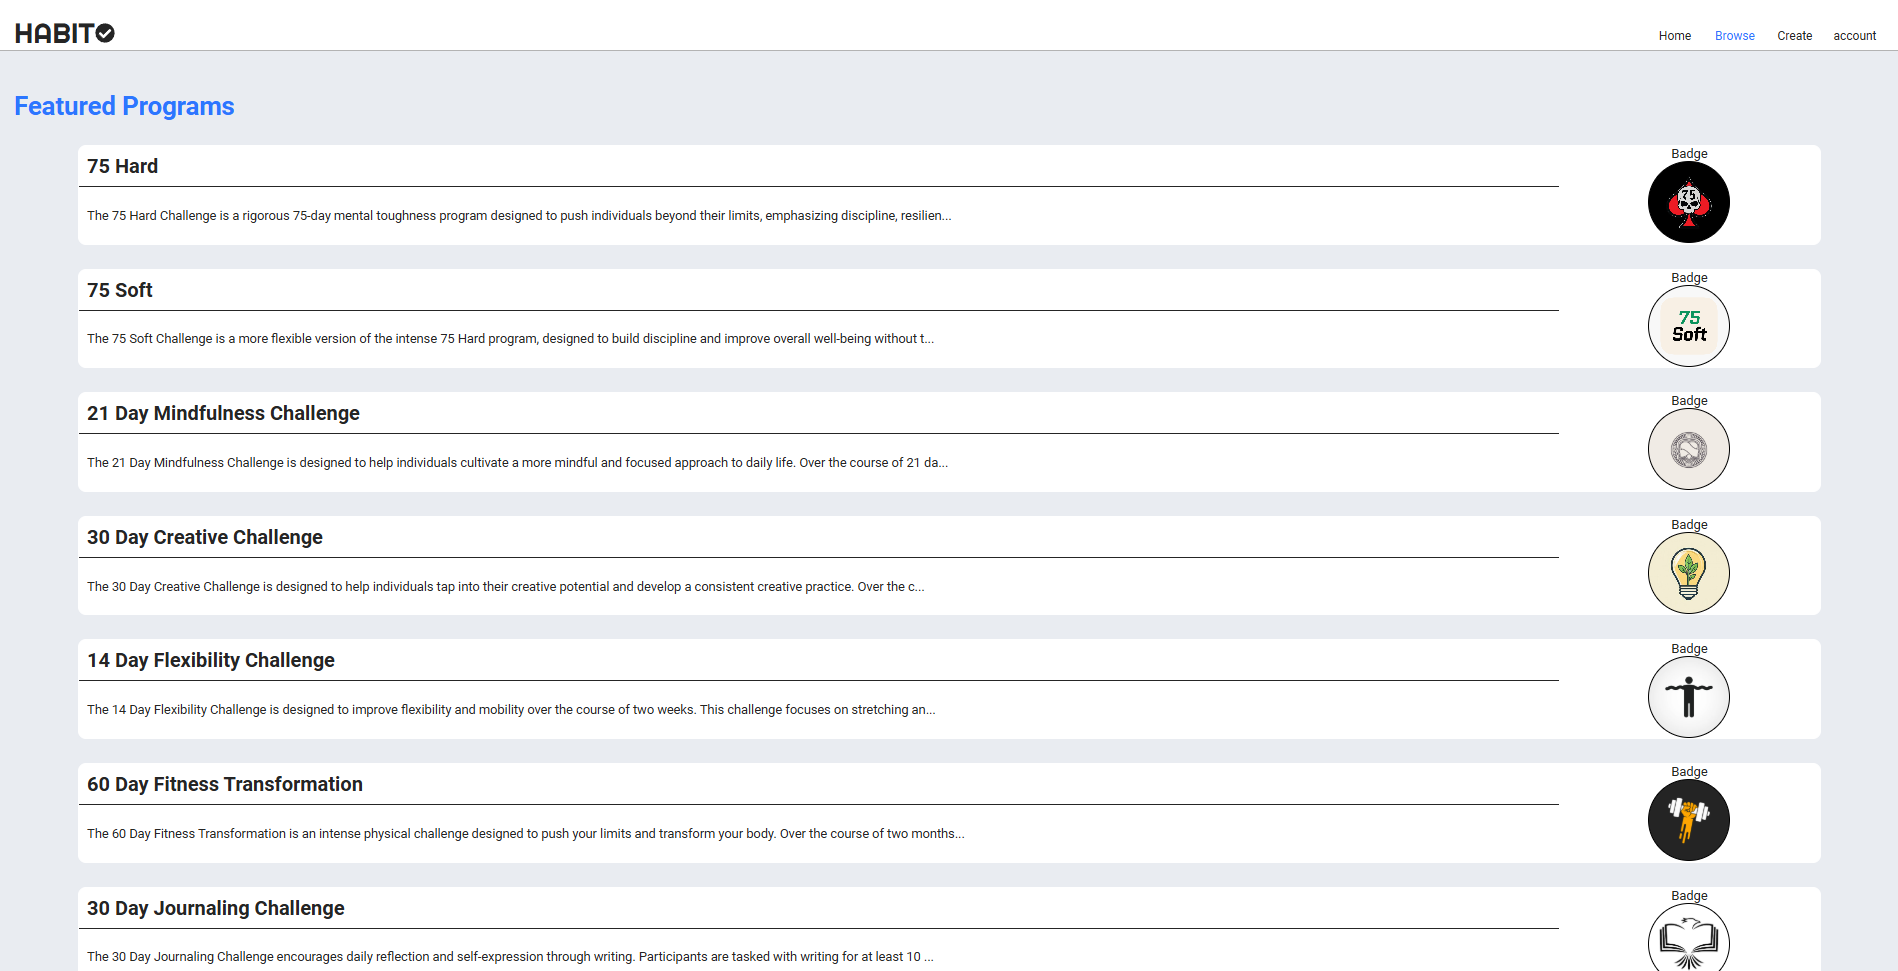 HABIT
Home Browse Create account
Featured Programs
75 Hard
Badge
75
The 75 Hard Challenge is a rigorous 75-day mental toughness program designed to push individuals beyond their limits, emphasizing discipline, resilien...
75 Soft
Badge
75
Soft
The 75 Soft Challenge is a more flexible version of the intense 75 Hard program, designed to build discipline and improve overall well-being without t...
21 Day Mindfulness Challenge
Badge
The 21 Day Mindfulness Challenge is designed to help individuals cultivate a more mindful and focused approach to daily life. Over the course of 21 da...
30 Day Creative Challenge
Badge
The 30 Day Creative Challenge is designed to help individuals tap into their creative potential and develop a consistent creative practice. Over the c...
14 Day Flexibility Challenge
Badge
The 14 Day Flexibility Challenge is designed to improve flexibility and mobility over the course of two weeks. This challenge focuses on stretching an...
60 Day Fitness Transformation
Badge
The 60 Day Fitness Transformation is an intense physical challenge designed to push your limits and transform your body. Over the course of two months...
30 Day Journaling Challenge
Badge
The 30 Day Journaling Challenge encourages daily reflection and self-expression through writing. Participants are tasked with writing for at least 10 ...